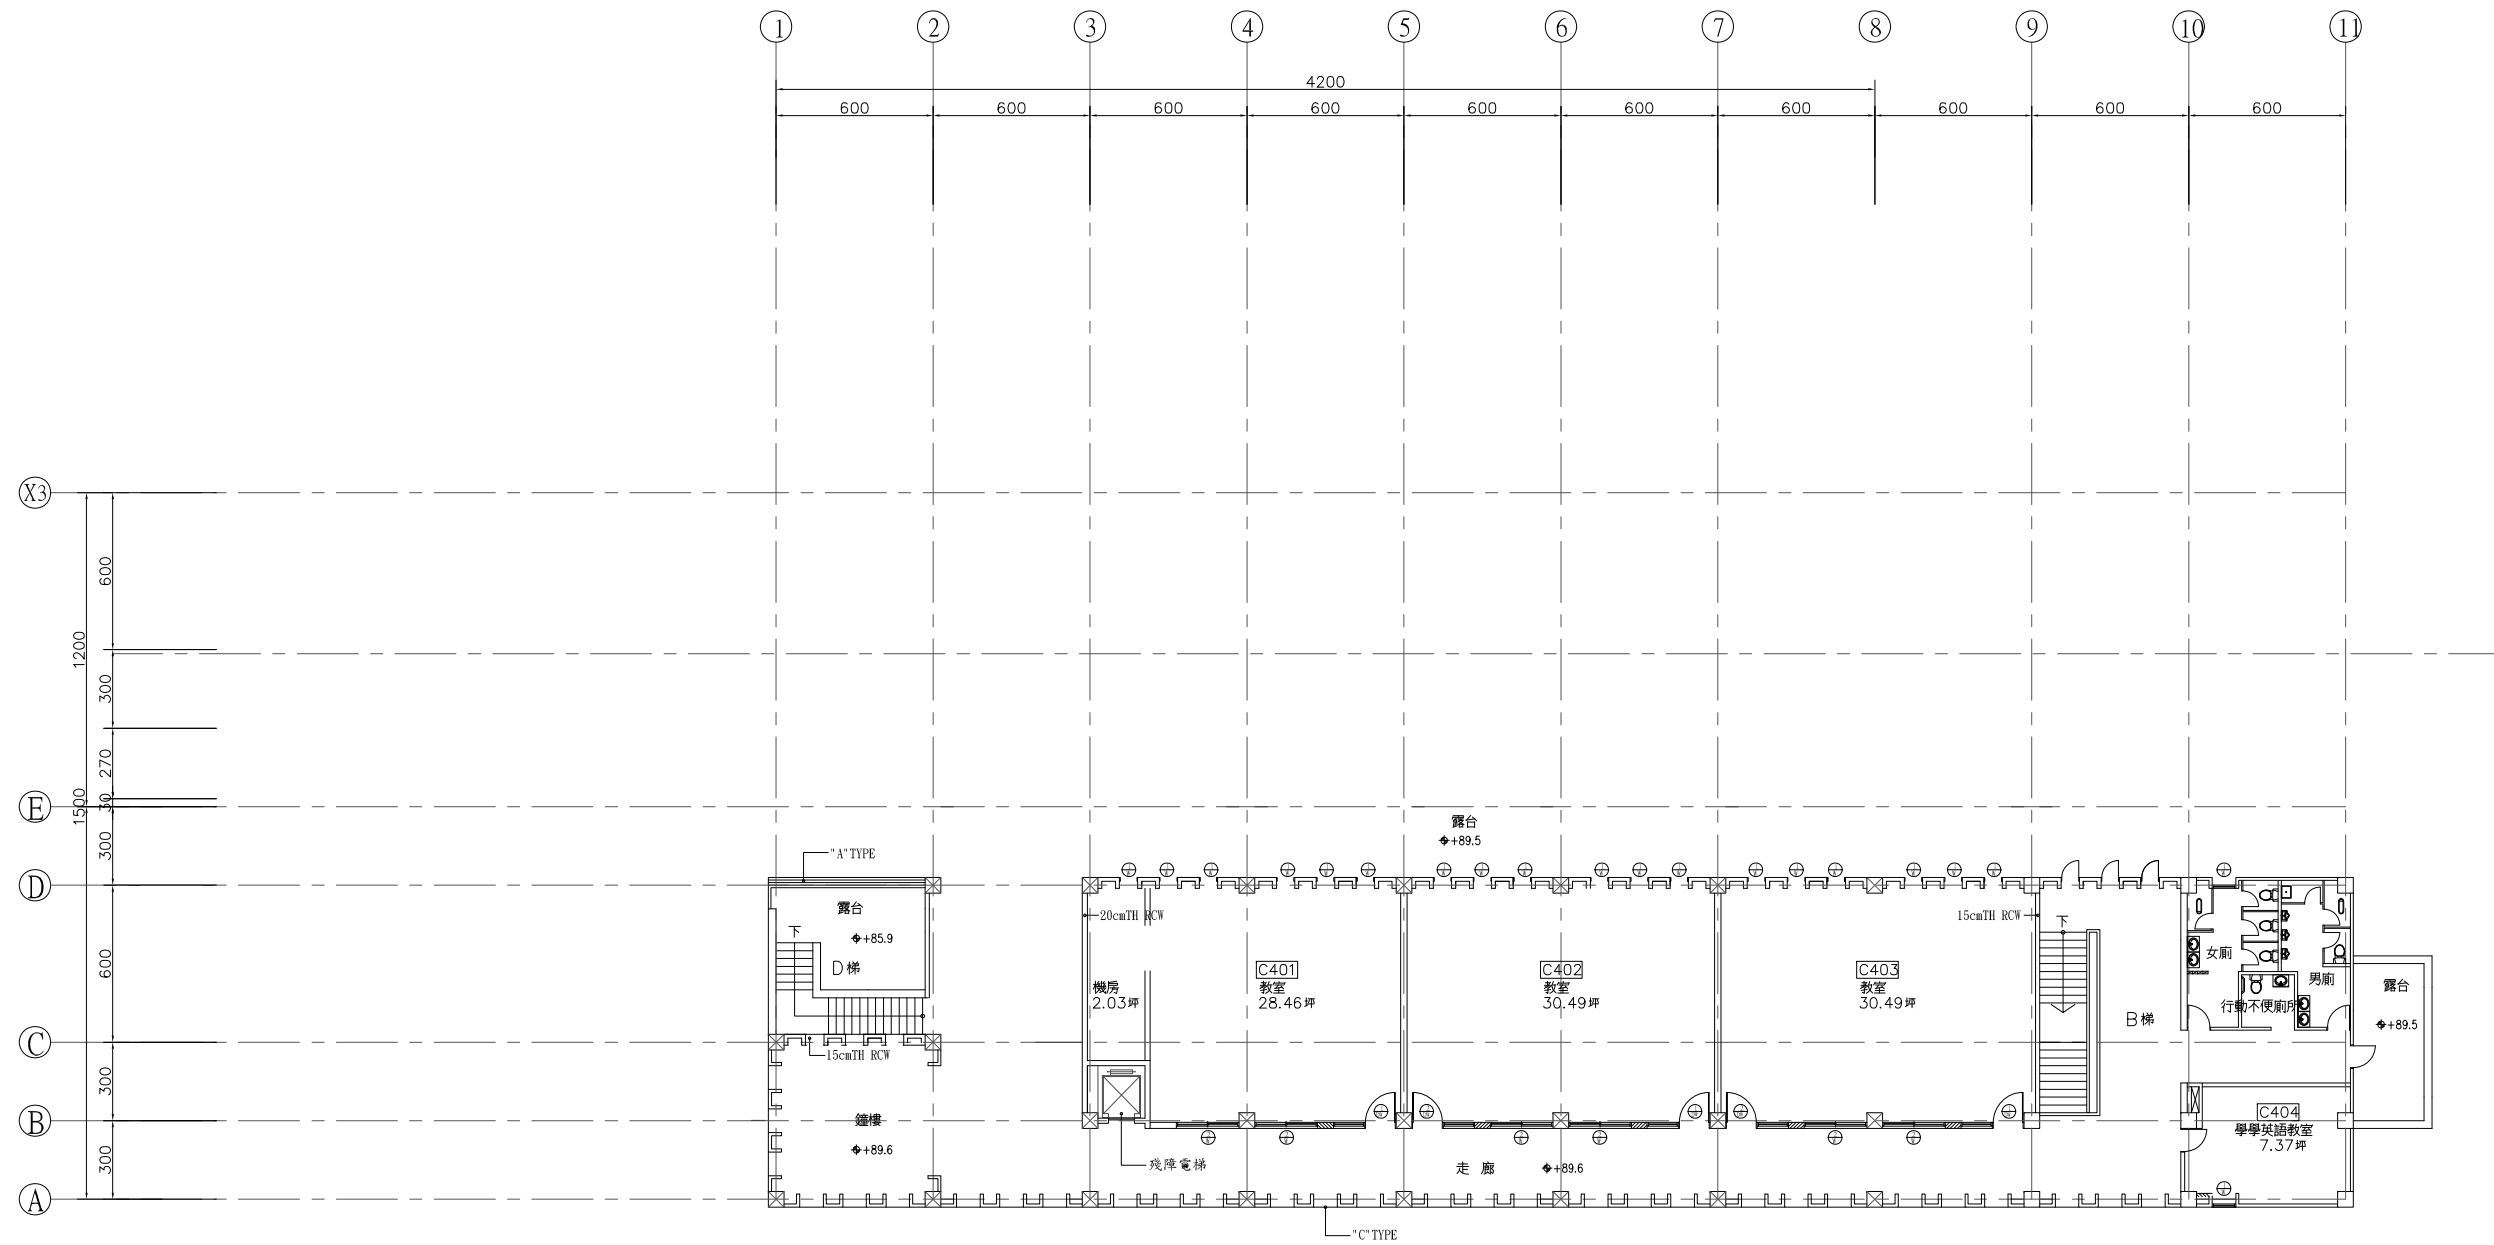 1 2 3 4 5 6 7 8 9 10 11
4200
600 600 600 600 600 600 600 600 600 600
X3
600
1200
300
270
E
30
1500
300
露台
+89.5
"A"TYPE
D
露台
20cmTH RCW
15cmTH RCW
下
下
+85.9
女廁
600
D梯
C401
C402
C403
機房
教室
教室
教室
男廁
露台
2.03坪
28.46坪
30.49坪
30.49坪
行動不便廁所
B梯
+89.5
C
15cmTH RCW
300
C404
B
鐘樓
學學英語教室
7.37坪
+89.6
300
殘障電梯
走 廊
+89.6
A
"C"TYPE